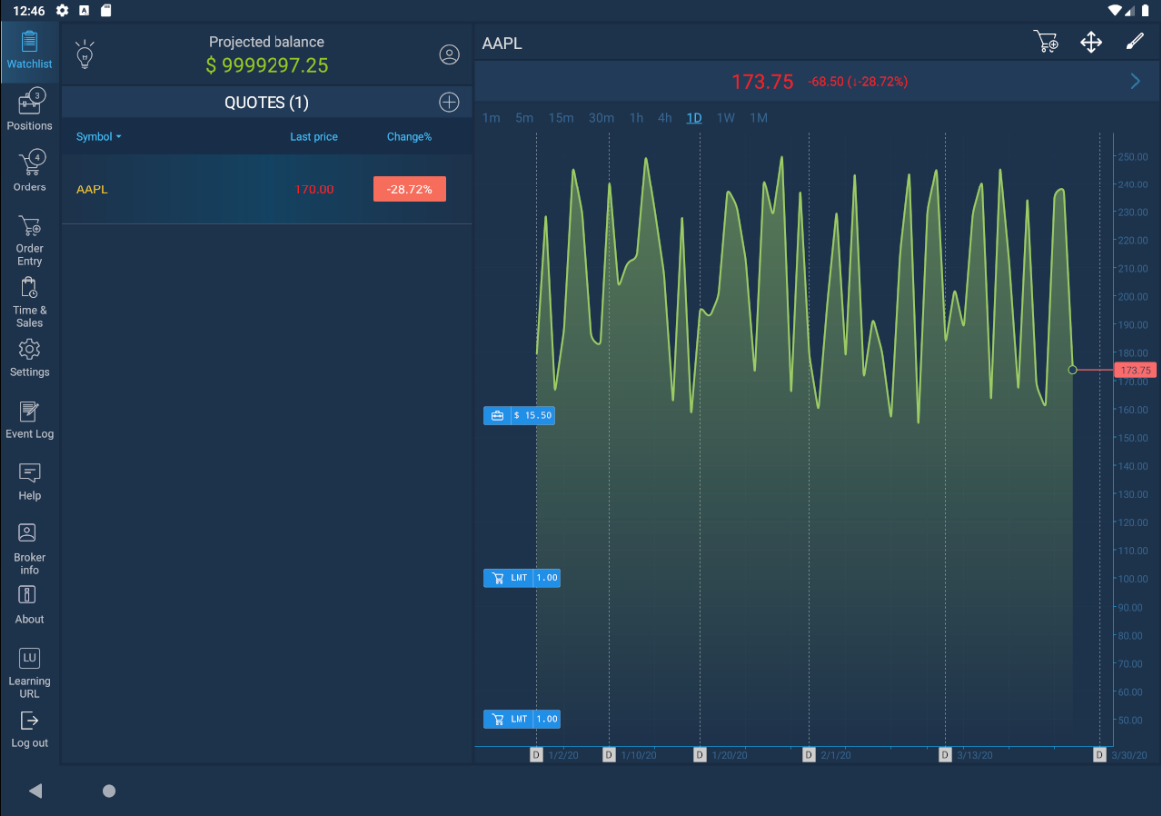 12:46 A
Watchlist
3
Positions
4
Orders
Order
Entry
Time &
Sales
Settings
Event Log
Help
Broker
info
About
LU
Learning
URL
Log out
Projected balance
$ 9999297.25
QUOTES (1)
Symbol Last price Change%
AAPL 170.00 -28.72%
AAPL
173.75 -68.50 (↓-28.72%)
1m 5m 15m 30m 1h 4h 1D 1W 1M
250.00
240.00
230.00
220.00
210.00
200.00
190.00
180.00
173.75
170.00
160.00
$ 15.50
150.00
140.00
130.00
120.00
110.00
100.00
LMT 1.00
90.00
80.00
70.00
60.00
50.00
LMT 1.00
D 1/2/20 D 1/10/20 D 1/20/20 D 2/1/20 D 3/13/20 D 3/30/20